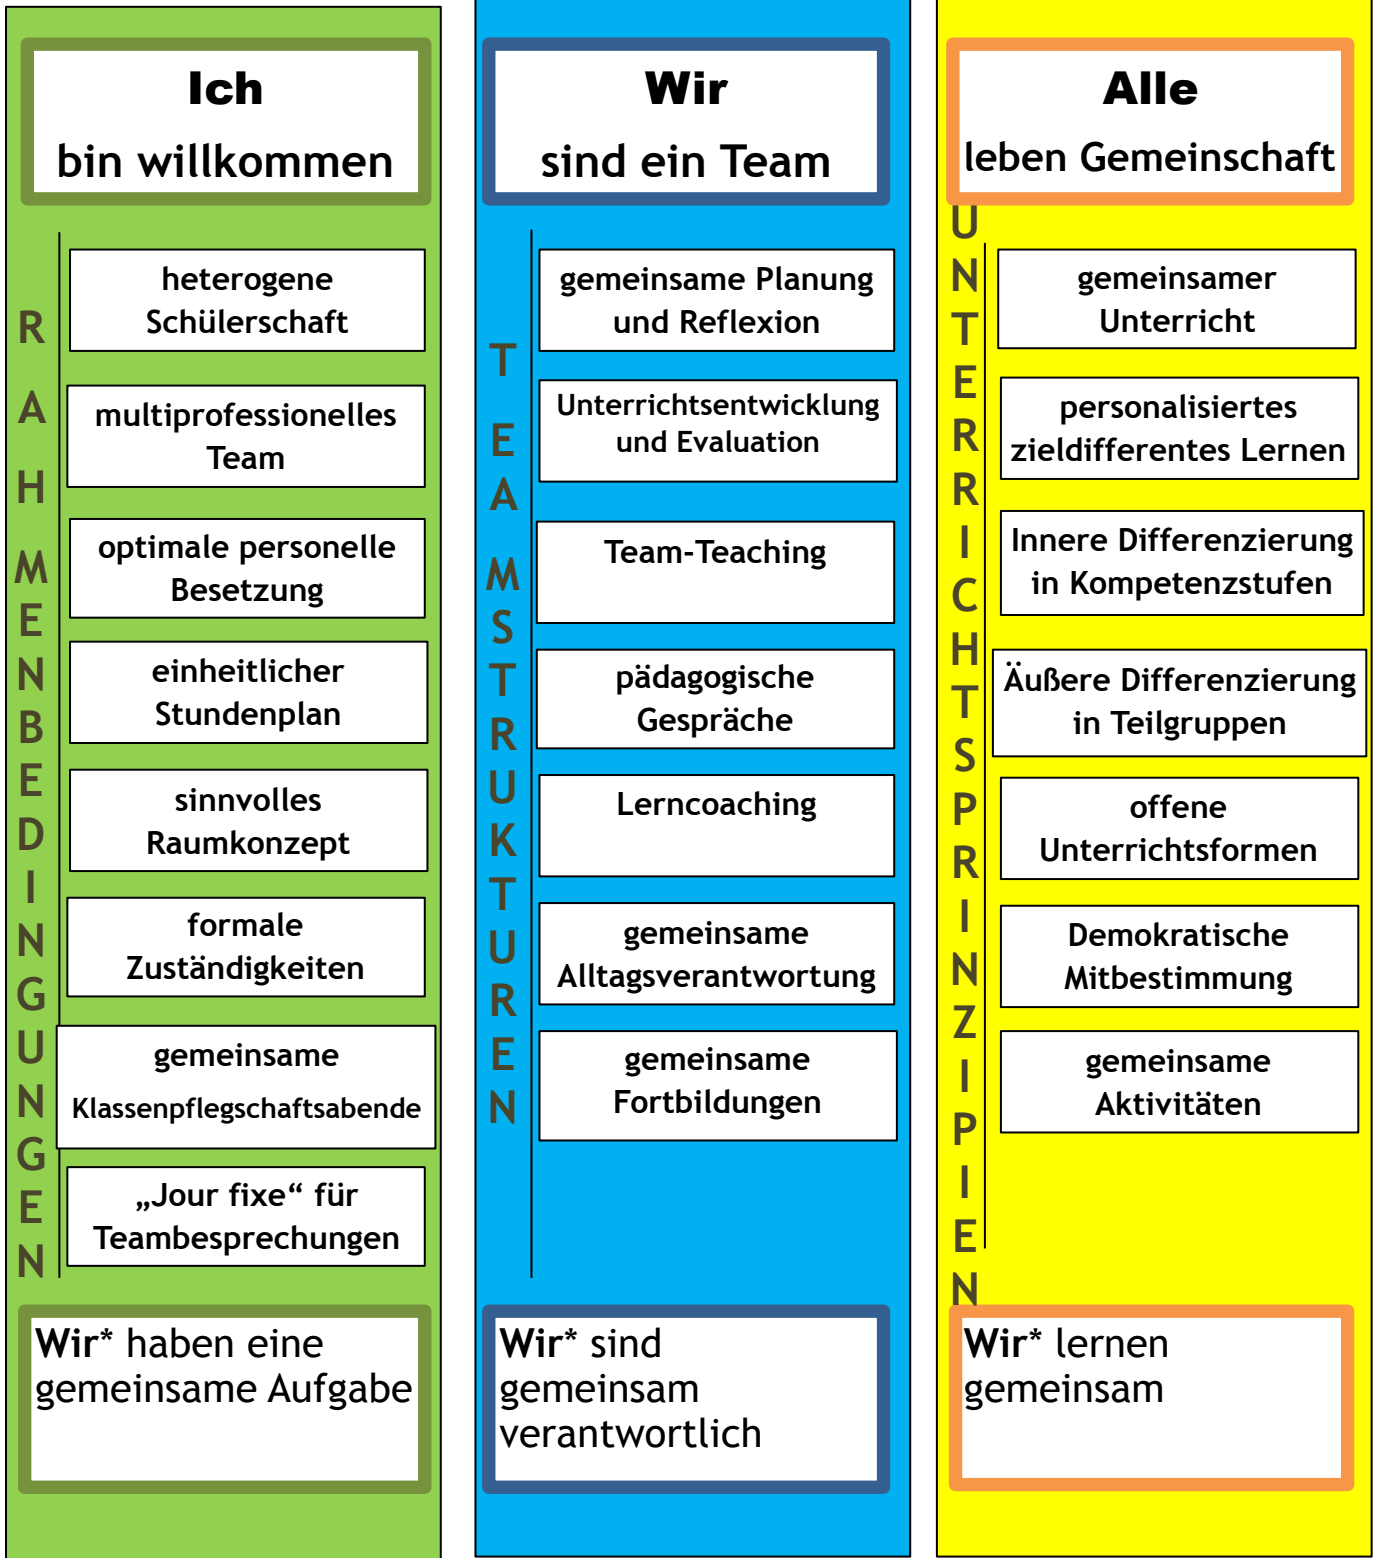 Ich
bin willkommen
RAHMENBEDINGUNGEN
heterogene
Schülerschaft
multiprofessionelles
Team
optimale personelle
Besetzung
einheitlicher
Stundenplan
sinnvolles
Raumkonzept
formale
Zuständigkeiten
gemeinsame
Klassenpflegschaftsabende
„Jour fixe“ für
Teambesprechungen
Wir* haben eine
gemeinsame Aufgabe
Wir
sind ein Team
TEAMSTRUKTUREN
gemeinsame Planung
und Reflexion
Unterrichtsentwicklung
und Evaluation
Team-Teaching
pädagogische
Gespräche
Lerncoaching
gemeinsame
Alltagsverantwortung
gemeinsame
Fortbildungen
Wir* sind
gemeinsam
verantwortlich
Alle
leben Gemeinschaft
UNTERRICHTSPRINZIPIEN
gemeinsamer
Unterricht
personalisiertes
zieldifferentes Lernen
Innere Differenzierung
in Kompetenzstufen
Äußere Differenzierung
in Teilgruppen
offene
Unterrichtsformen
Demokratische
Mitbestimmung
gemeinsame
Aktivitäten
Wir* lernen
gemeinsam